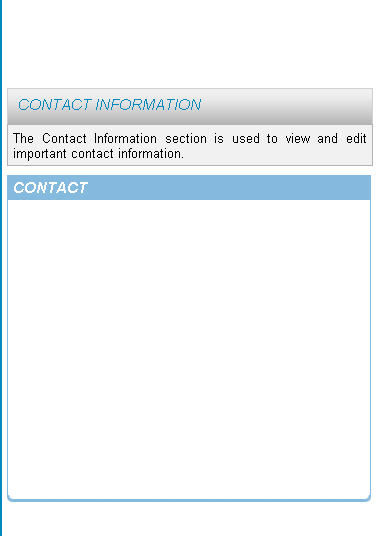 CONTACT INFORMATION
The Contact Information section is used to view and edit
important contact information.
CONTACT